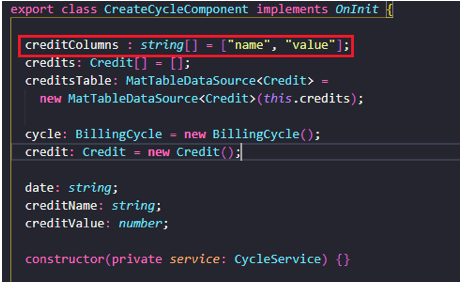 export class CreateCycleComponent implements OnInit {
creditColumns : string[] = ["name", "value"];
credits: Credit[] = [];
creditsTable: MatTableDataSource<Credit> =
new MatTableDataSource<Credit>(this.credits);
cycle: BillingCycle = new BillingCycle();
credit: Credit = new Credit();
date: string;
creditName: string;
creditValue: number;
constructor(private service: CycleService) {}